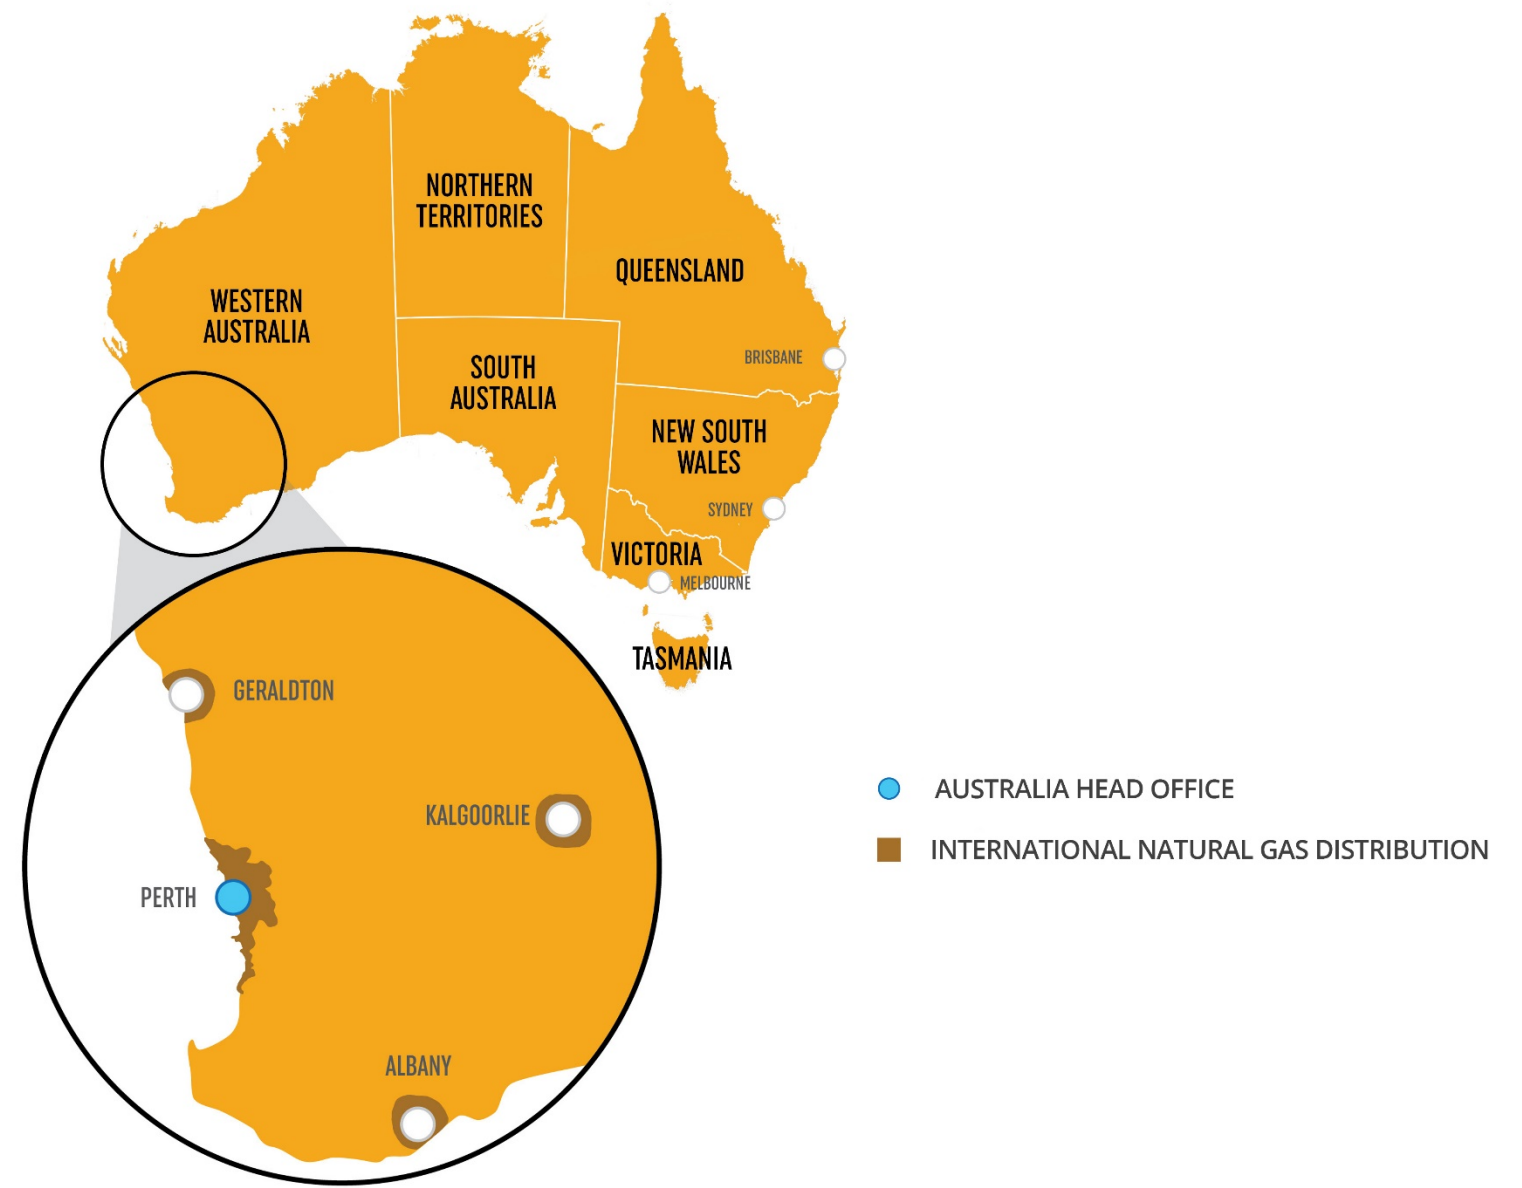 NORTHERN
TERRITORIES
QUEENSLAND
WESTERN
AUSTRALIA
BRISBANE
SOUTH
AUSTRALIA
NEW SOUTH
WALES
SYDNEY
VICTORIA
MELBOURNE
TASMANIA
GERALDTON
KALGOORLIE
PERTH
ALBANY
AUSTRALIA HEAD OFFICE
INTERNATIONAL NATURAL GAS DISTRIBUTION